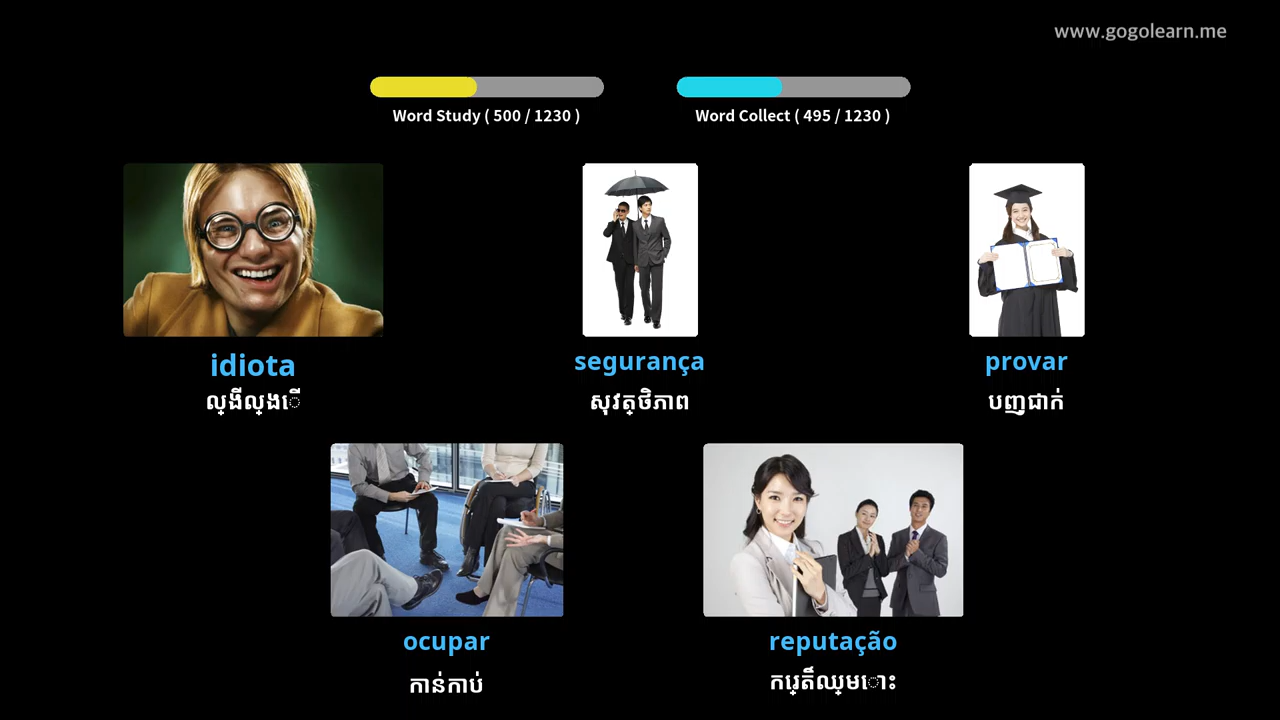 www.gogolearn.me
Word Study ( 500 / 1230 )
Word Collect ( 495 / 1230 )
idiota
ល្ងីល្ងើ
segurança
សុវត្ថិភាព
provar
បញ្ជាក់
ocupar
កាន់កាប់
reputação
ករ្តេិ៍ឈ្មោះ